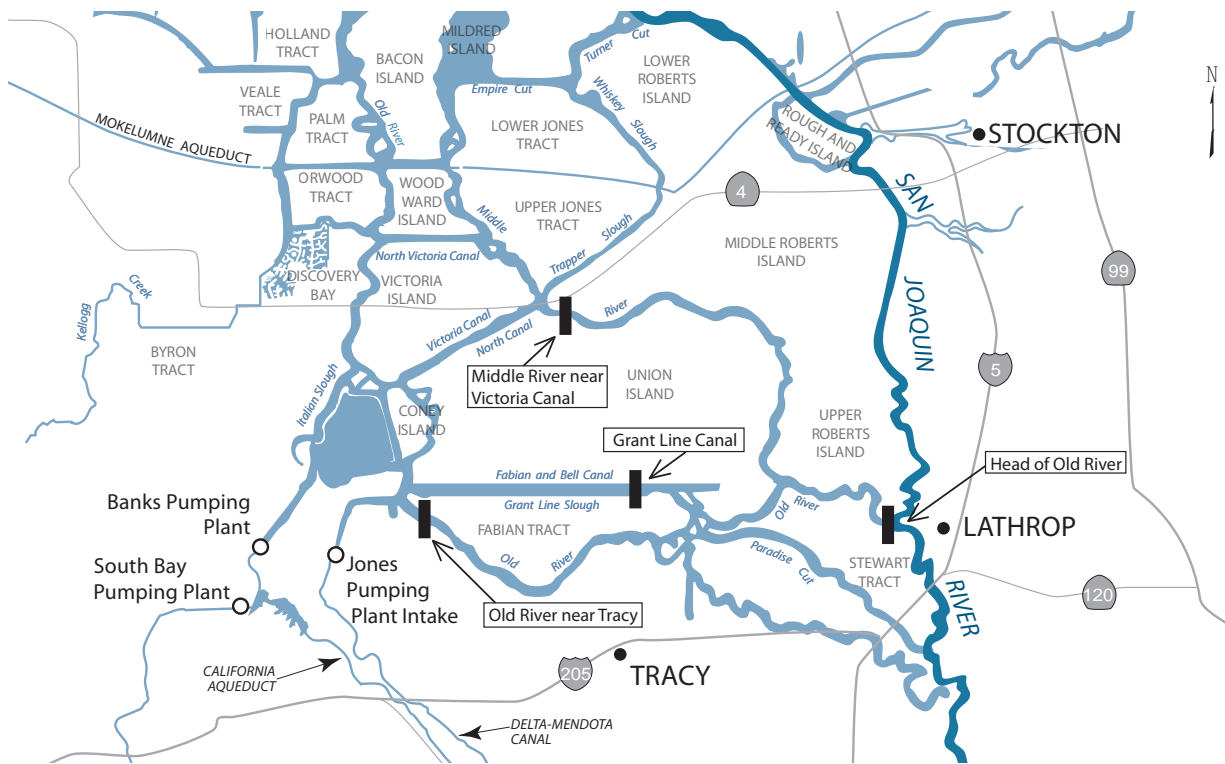 HOLLAND
TRACT
MILDRED
ISLAND
BACON
ISLAND
Turner Cut
LOWER
ROBERTS
ISLAND
N
VEALE
TRACT
PALM
TRACT
Old River
Empire Cut
Whiskey Slough
LOWER JONES
TRACT
ROUGH AND
READY ISLAND
STOCKTON
MOKELUMNE AQUEDUCT
ORWOOD
TRACT
WOOD
WARD
ISLAND
Middle
UPPER JONES
TRACT
4
SAN
JOAQUIN
RIVER
Trapper Slough
MIDDLE ROBERTS
ISLAND
North Victoria Canal
DISCOVERY
BAY
VICTORIA
ISLAND
99
Kellogg Creek
BYRON
TRACT
Victoria Canal
North Canal
River
5
Middle River near
Victoria Canal
UNION
ISLAND
Italian Slough
CONEY
ISLAND
UPPER
ROBERTS
ISLAND
Grant Line Canal
Head of Old River
Fabian and Bell Canal
Grant Line Slough
Old River
Banks Pumping
Plant
FABIAN TRACT
LATHROP
Old River
Paradise Cut
STEWART
TRACT
South Bay
Pumping Plant
Jones
Pumping
Plant Intake
Old River near Tracy
120
CALIFORNIA
AQUEDUCT
205
TRACY
DELTA-MENDOTA
CANAL